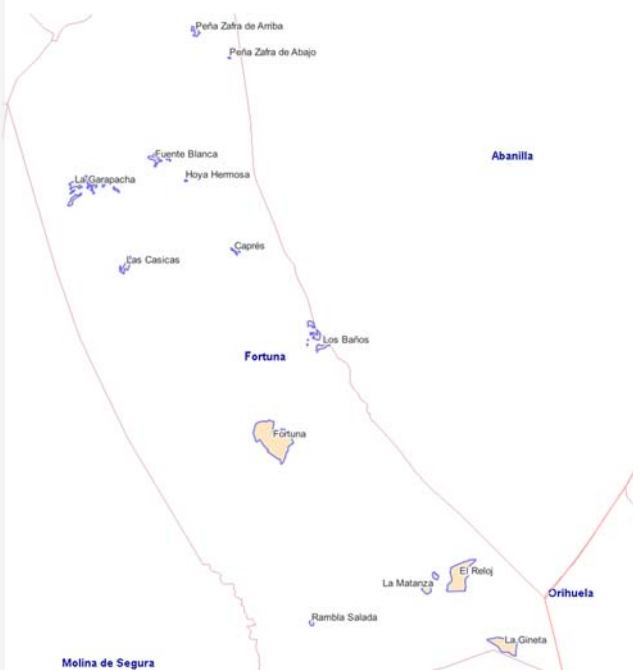 Peña Zafra de Arriba
Peña Zafra de Abajo
Fuente Blanca
Abanilla
La Garapacha
Hoya Hermosa
Caprés
Las Casicas
Los Baños
Fortuna
Fortuna
El Reloj
La Matanza
Orihuela
Rambla Salada
La Gineta
Molina de Segura